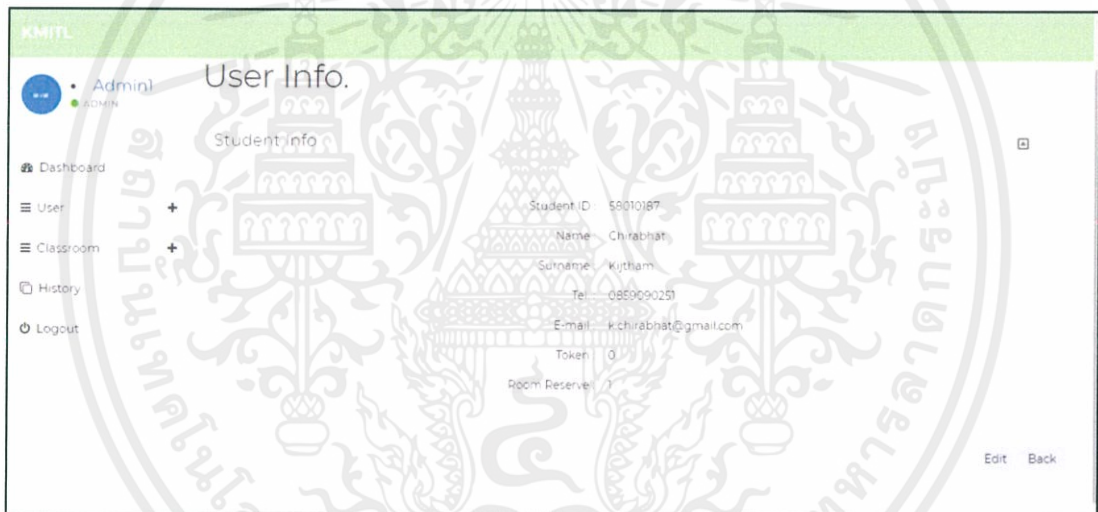 KMITL
Admin1
ADMIN
Dashboard
User
Classroom
History
Logout
User Info.
Student info
Student ID : 58010187
Name : Chirabhat
Surname : Kijtham
Tel : 0859090251
E-mail : k.chirabhat@gmail.com
Token : 0
Room Reserve : 1
Edit Back